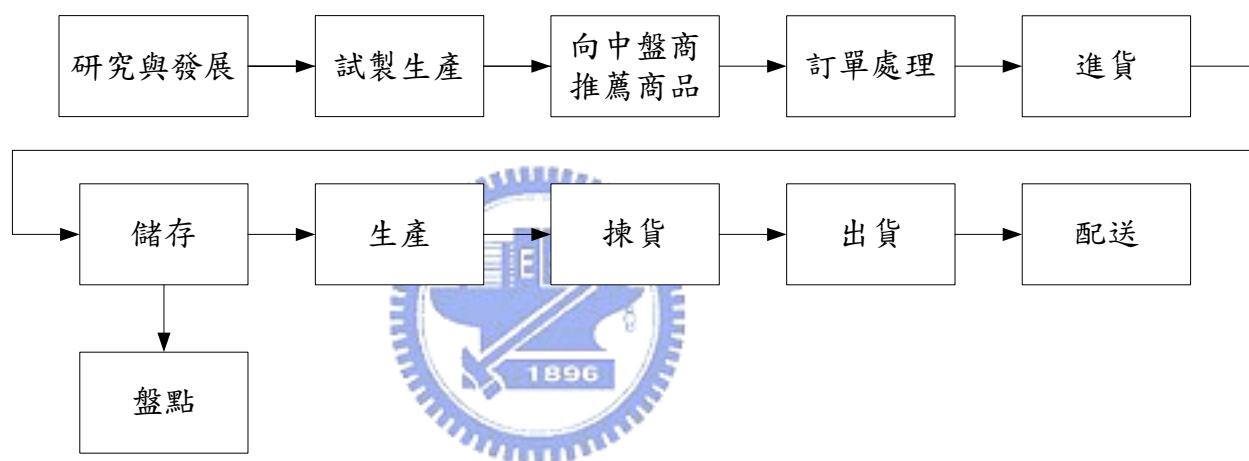 研究與發展
試製生產
向中盤商
推薦商品
訂單處理
進貨
儲存
生產
揀貨
出貨
配送
盤點
1896